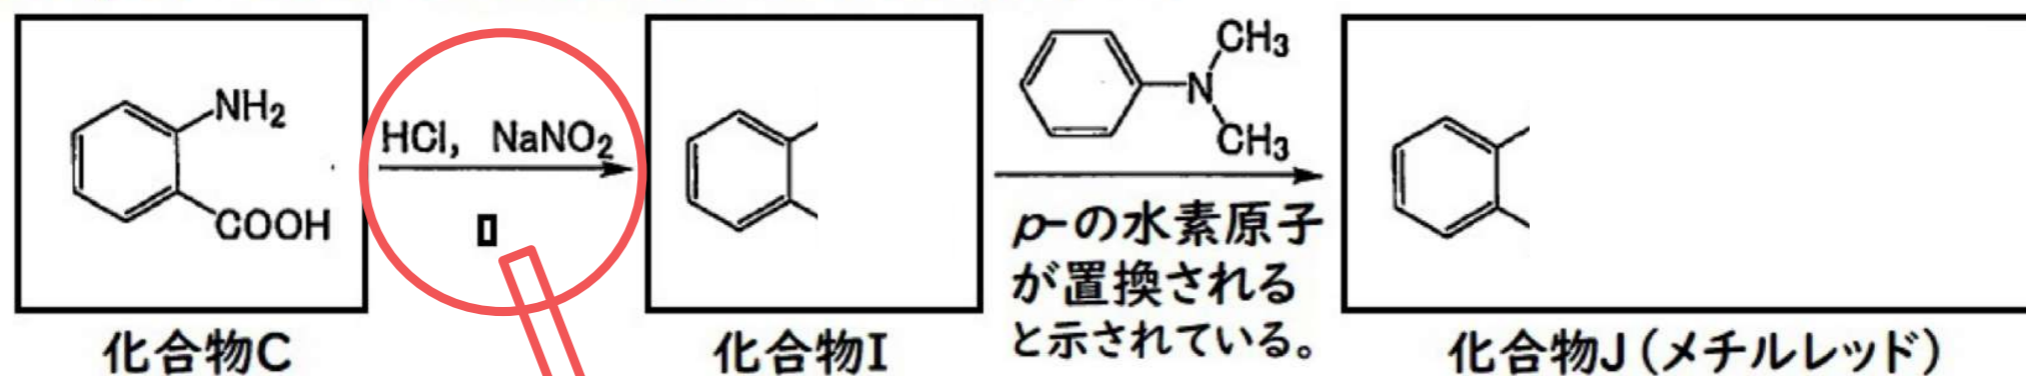 NH₂
COOH
化合物C
HCl, NaNO₂
ロ
化合物I
CH₃
N
CH₃
p-の水素原子
が置換される
と示されている。
化合物J(メチルレッド)